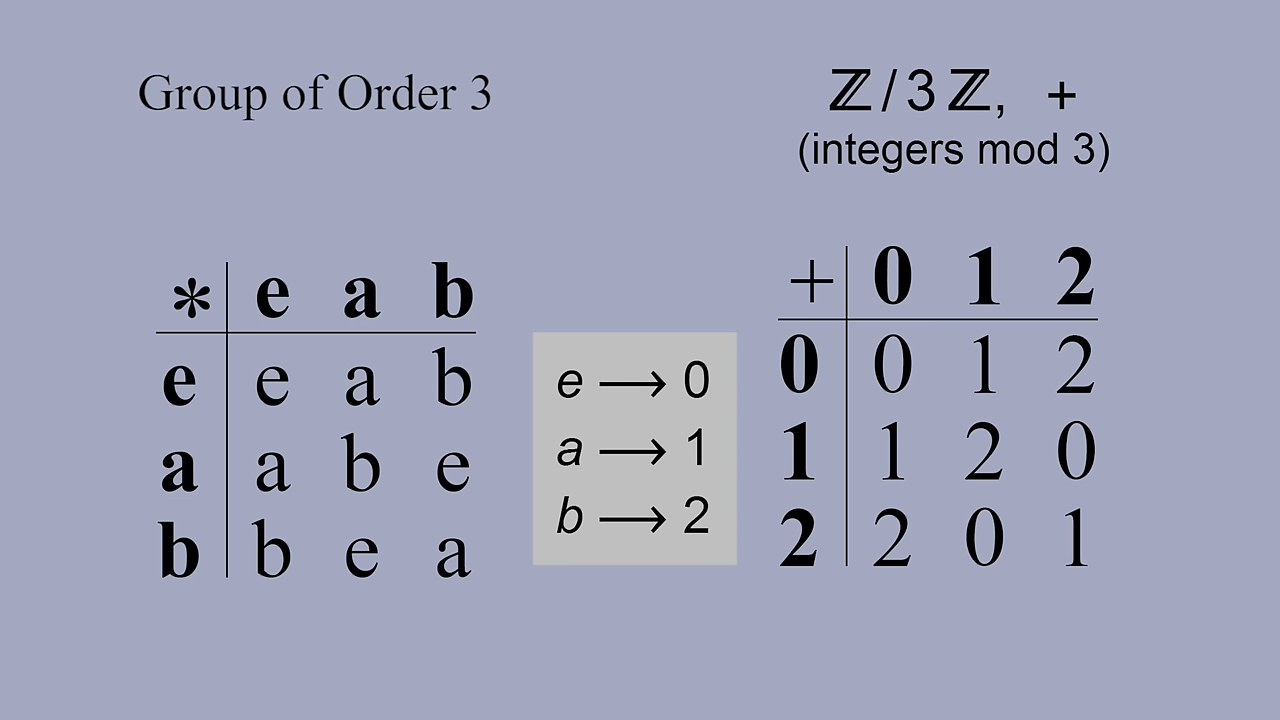 Group of Order 3
ℤ/3ℤ, +
(integers mod 3)
* e a b
e e a b
a a b e
b b e a
e ⟶ 0
a ⟶ 1
b ⟶ 2
+ 0 1 2
0 0 1 2
1 1 2 0
2 2 0 1